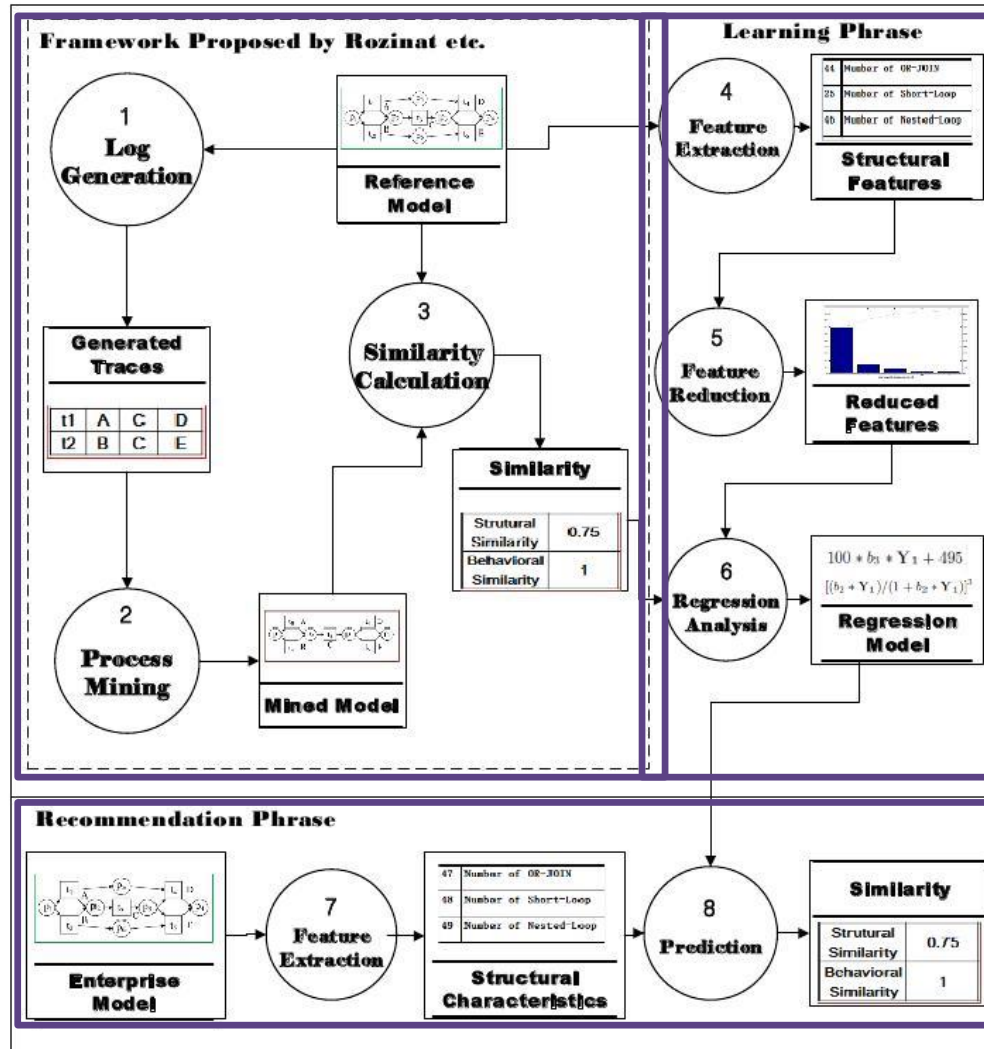 Framework Proposed by Rozinat etc.
Learning Phrase
1
Log
Generation
Reference
Model
4
Feature
Extraction
44 Number of OR-JOIN
Number of Short-Loop
Number of Nested-Loop
Structural
Features
Generated
Traces
t1 A C D
t2 B C E
3
Similarity
Calculation
5
Feature
Reduction
Reduced
Features
Similarity
Strutural
Similarity
0.75
Behavioral
Similarity
1
2
Process
Mining
Mined Model
6
Regression
Analysis
100 * b₃ * Y₁ + 495
Regression
Model
Recommendation Phrase
Enterprise
Model
7
Feature
Extraction
47 Number of OR-JOIN
48 Number of Short-Loop
49 Number of Nested-Loop
Structural
Characteristics
8
Prediction
Similarity
Strutural
Similarity
0.75
Behavioral
Similarity
1